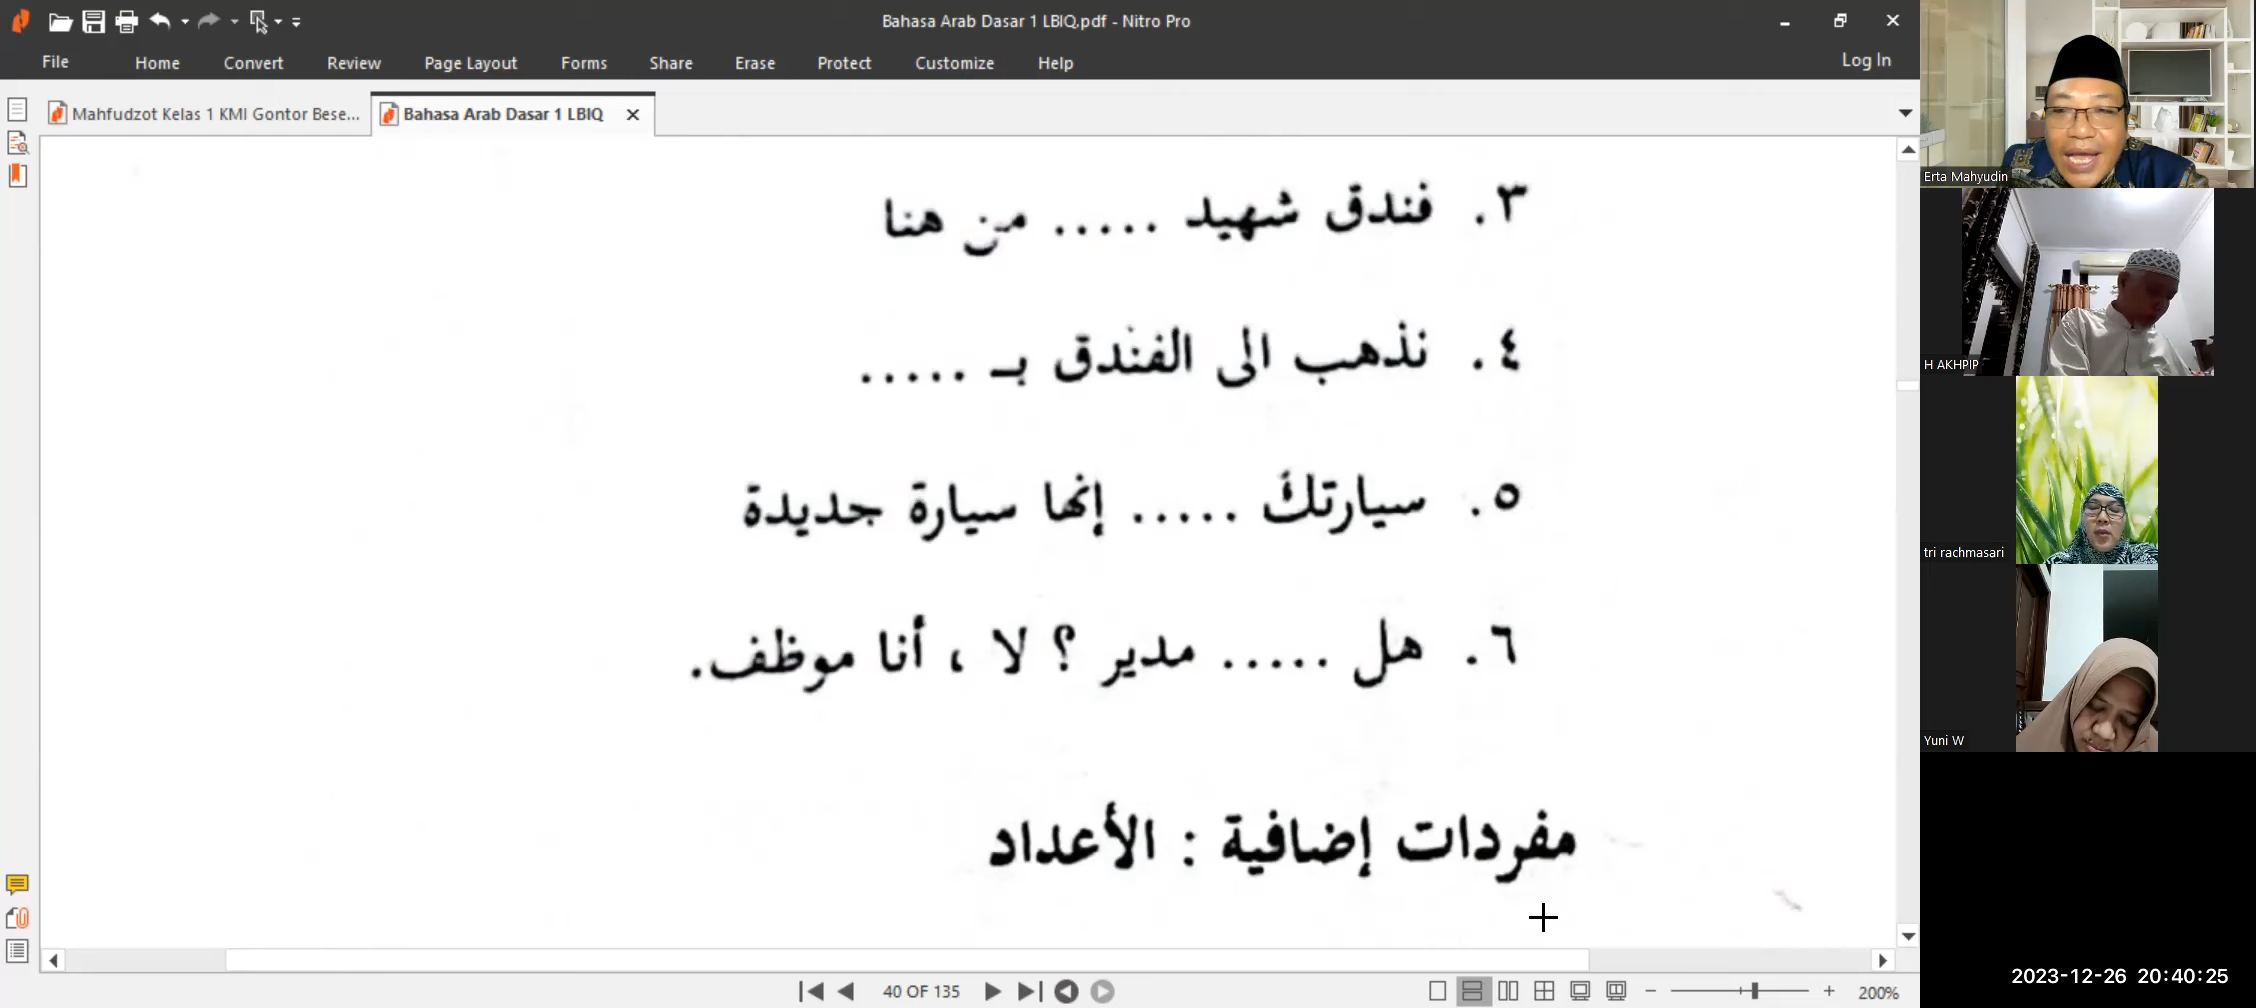 Bahasa Arab Dasar 1 LBIQ.pdf - Nitro Pro
File Home Convert Review Page Layout Forms Share Erase Protect Customize Help Log In
Mahfudzot Kelas 1 KMI Gontor Bese... Bahasa Arab Dasar 1 LBIQ
٣. فندق شهيد ..... من هنا
٤. نذهب الى الفندق بـ .....
٥. سيارتك ..... إنها سيارة جديدة
٦. هل ..... مدير ؟ لا ، أنا موظف.
مفردات إضافية : الأعداد
40 OF 135
200%
Erta Mahyudin
H AKHPIP
tri rachmasari
Yuni W
2023-12-26 20:40:25